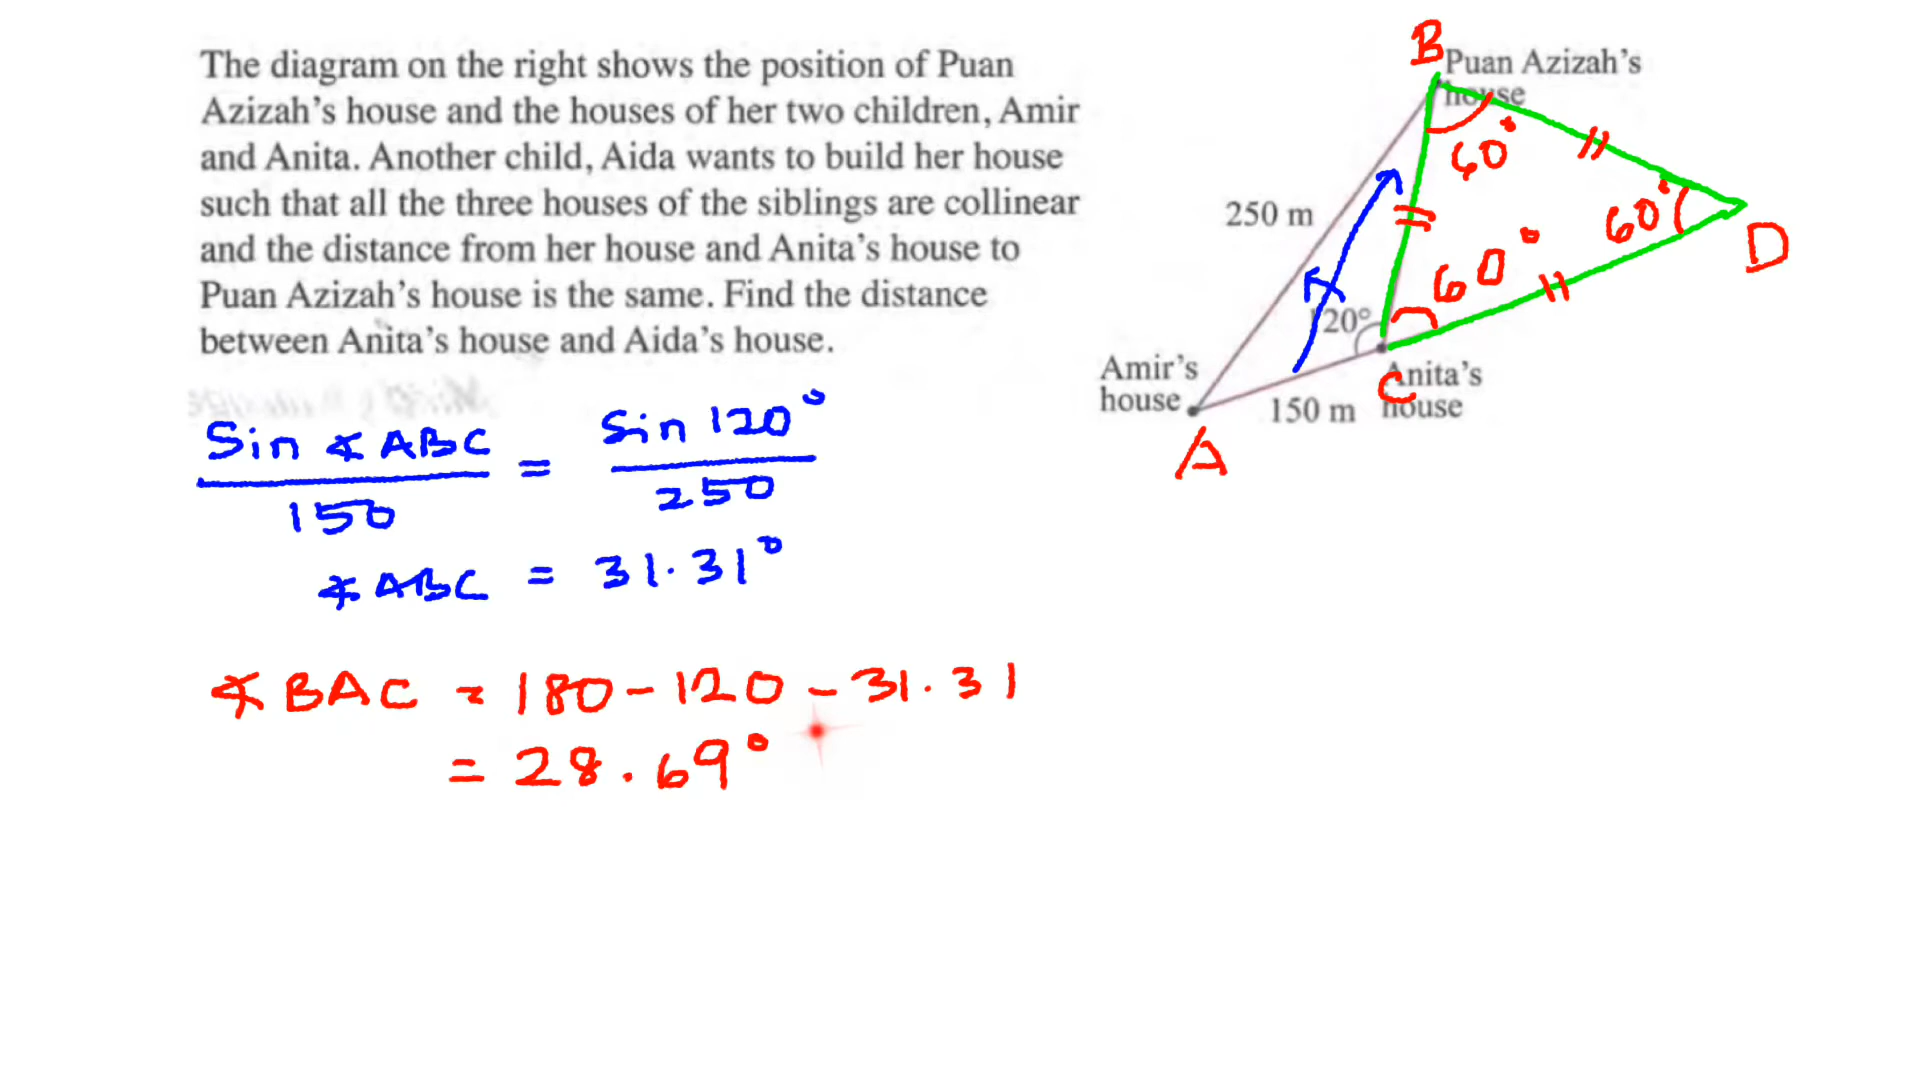 The diagram on the right shows the position of Puan
Azizah's house and the houses of her two children, Amir
and Anita. Another child, Aida wants to build her house
such that all the three houses of the siblings are collinear
and the distance from her house and Anita's house to
Puan Azizah's house is the same. Find the distance
between Anita's house and Aida's house.
B
Puan Azizah's
house
60°
250 m
60°
60°
D
120°
Amir's
house
C
Anita's
house
150 m
A
Sin ∡ABC / 150 = Sin 120° / 250
∡ABC = 31.31°
∡BAC = 180 - 120 - 31.31
= 28.69°